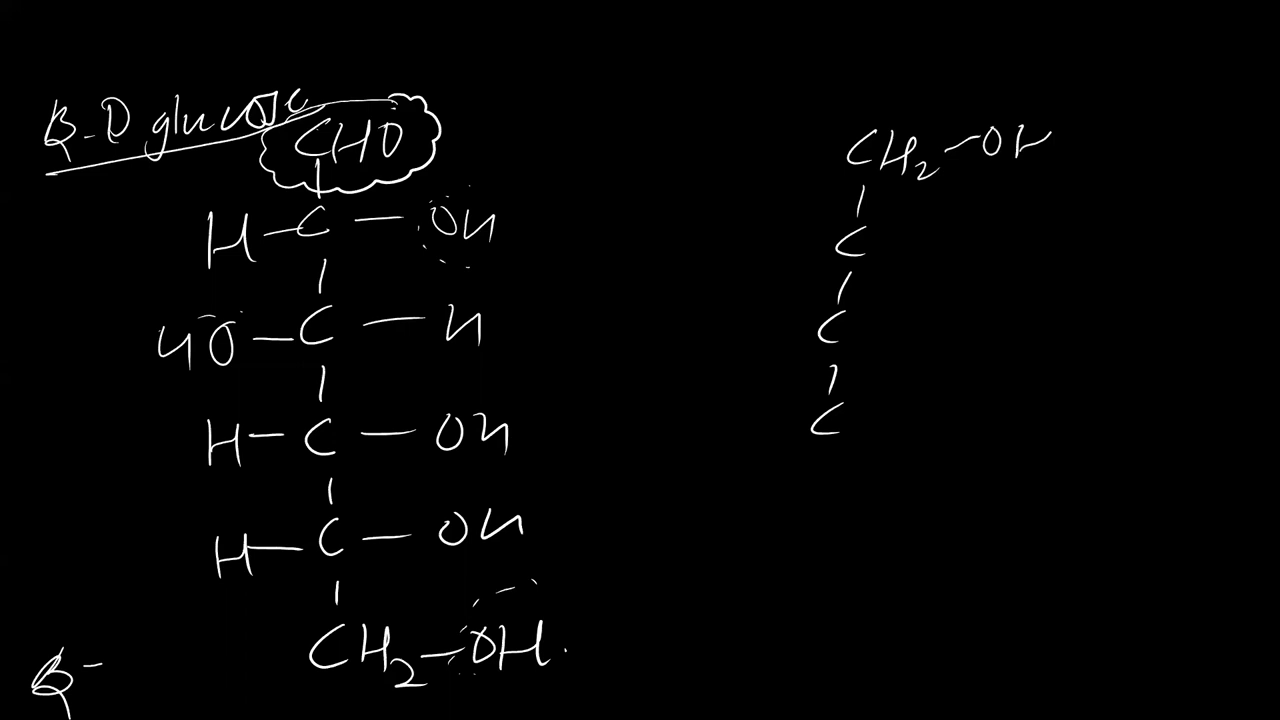 β-D glucose
CHO
H-C-OH
HO-C-H
H-C-OH
H-C-OH
CH2-OH
β-
CH2-OH
C
C
C